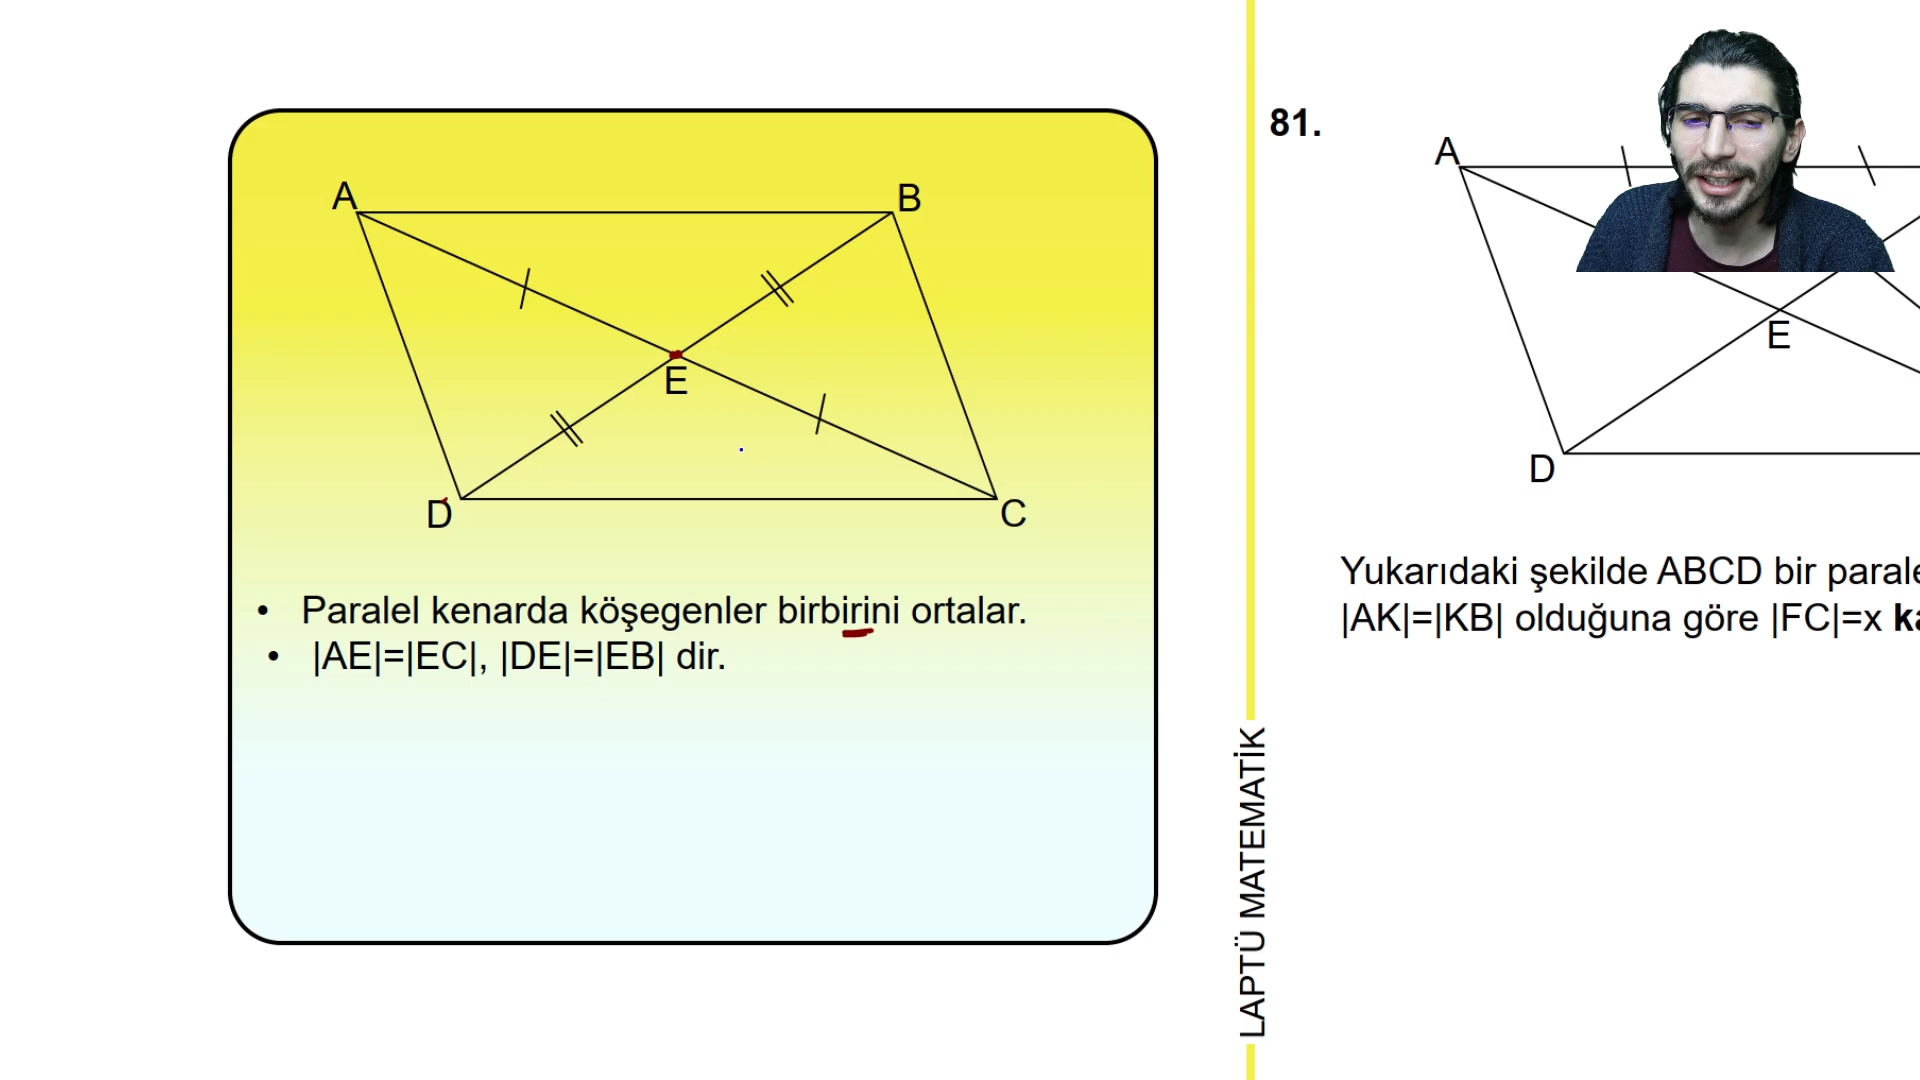 A
B
E
D
C
• Paralel kenarda köşegenler birbirini ortalar.
• |AE|=|EC|, |DE|=|EB| dir.
LAPTÜ MATEMATİK
81.
A
E
D
Yukarıdaki şekilde ABCD bir
|AK|=|KB| olduğuna göre |FC|=x